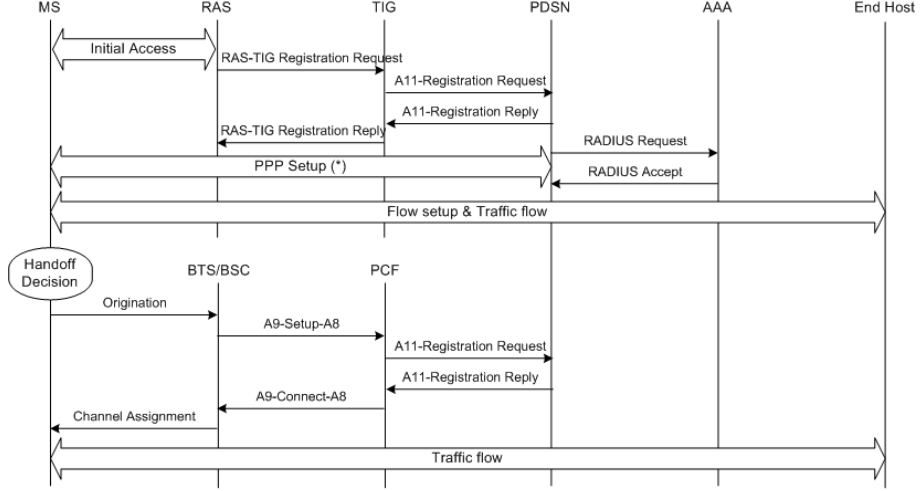 MS RAS TIG PDSN AAA End Host
Initial Access
RAS-TIG Registration Request
A11-Registration Request
A11-Registration Reply
RAS-TIG Registration Reply
RADIUS Request
PPP Setup (*)
RADIUS Accept
Flow setup & Traffic flow
Handoff
Decision
BTS/BSC PCF
Origination
A9-Setup-A8
A11-Registration Request
A11-Registration Reply
A9-Connect-A8
Channel Assignment
Traffic flow